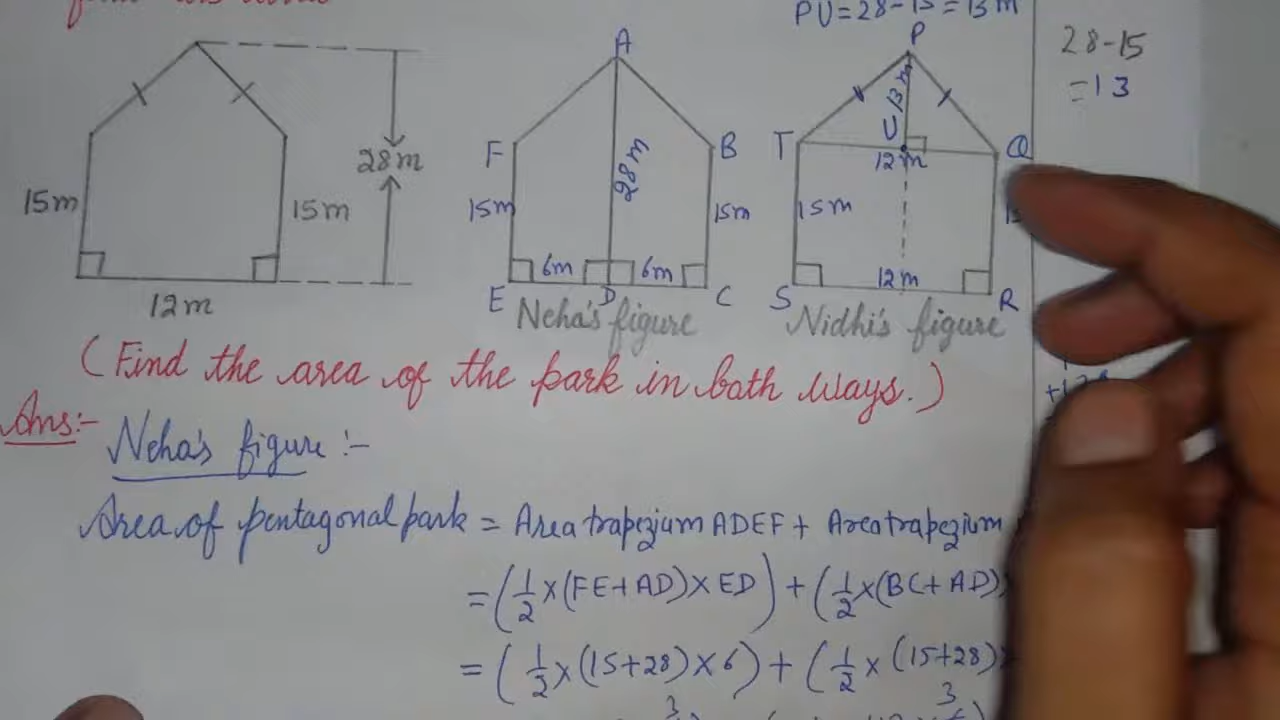 PU=28-15=13m
28-15
=13
28m
15m
15m
12m
A
F
B
28m
15m
15m
6m
6m
E
D
C
Neha's figure
P
13m
T
U
Q
12m
15m
12m
S
R
Nidhi's figure
(Find the area of the park in both ways.)
Ans:-
Neha's figure :-
Area of pentagonal park = Area trapezium ADEF + Area trapezium
= (1/2 × (FE+AD) × ED) + (1/2 × (BC+AD)
= (1/2 × (15+28) × 6) + (1/2 × (15+28)
3
3